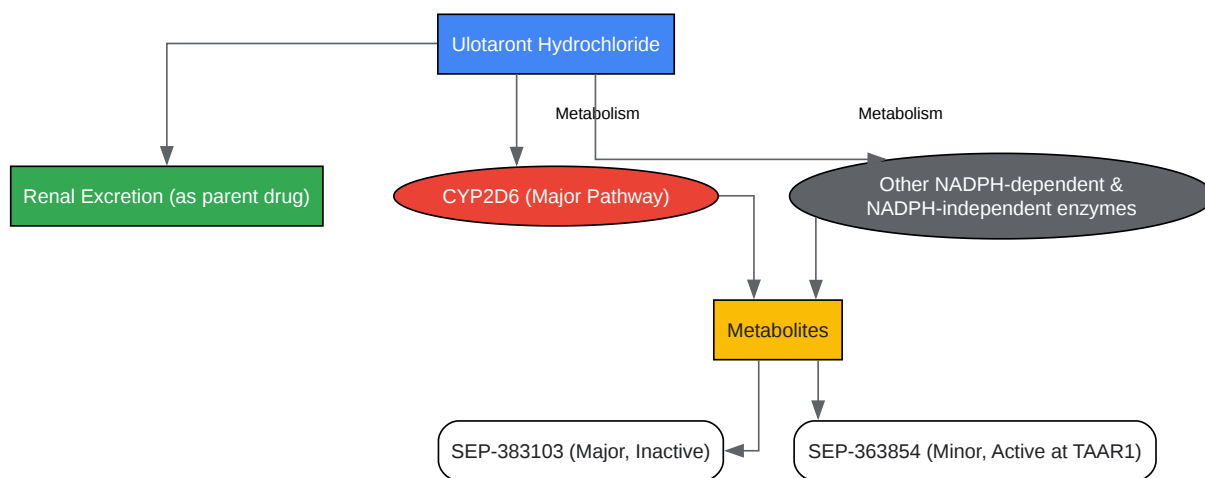 Ulotaront Hydrochloride
Metabolism
Metabolism
Renal Excretion (as parent drug)
CYP2D6 (Major Pathway)
Other NADPH-dependent &
NADPH-independent enzymes
Metabolites
SEP-383103 (Major, Inactive)
SEP-363854 (Minor, Active at TAAR1)